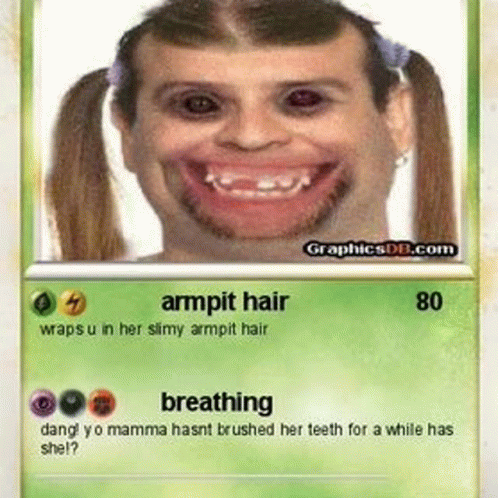 GraphicsDB.com
armpit hair 80
wraps u in her slimy armpit hair
breathing
dang! yo mamma hasnt brushed her teeth for a while has
she!?